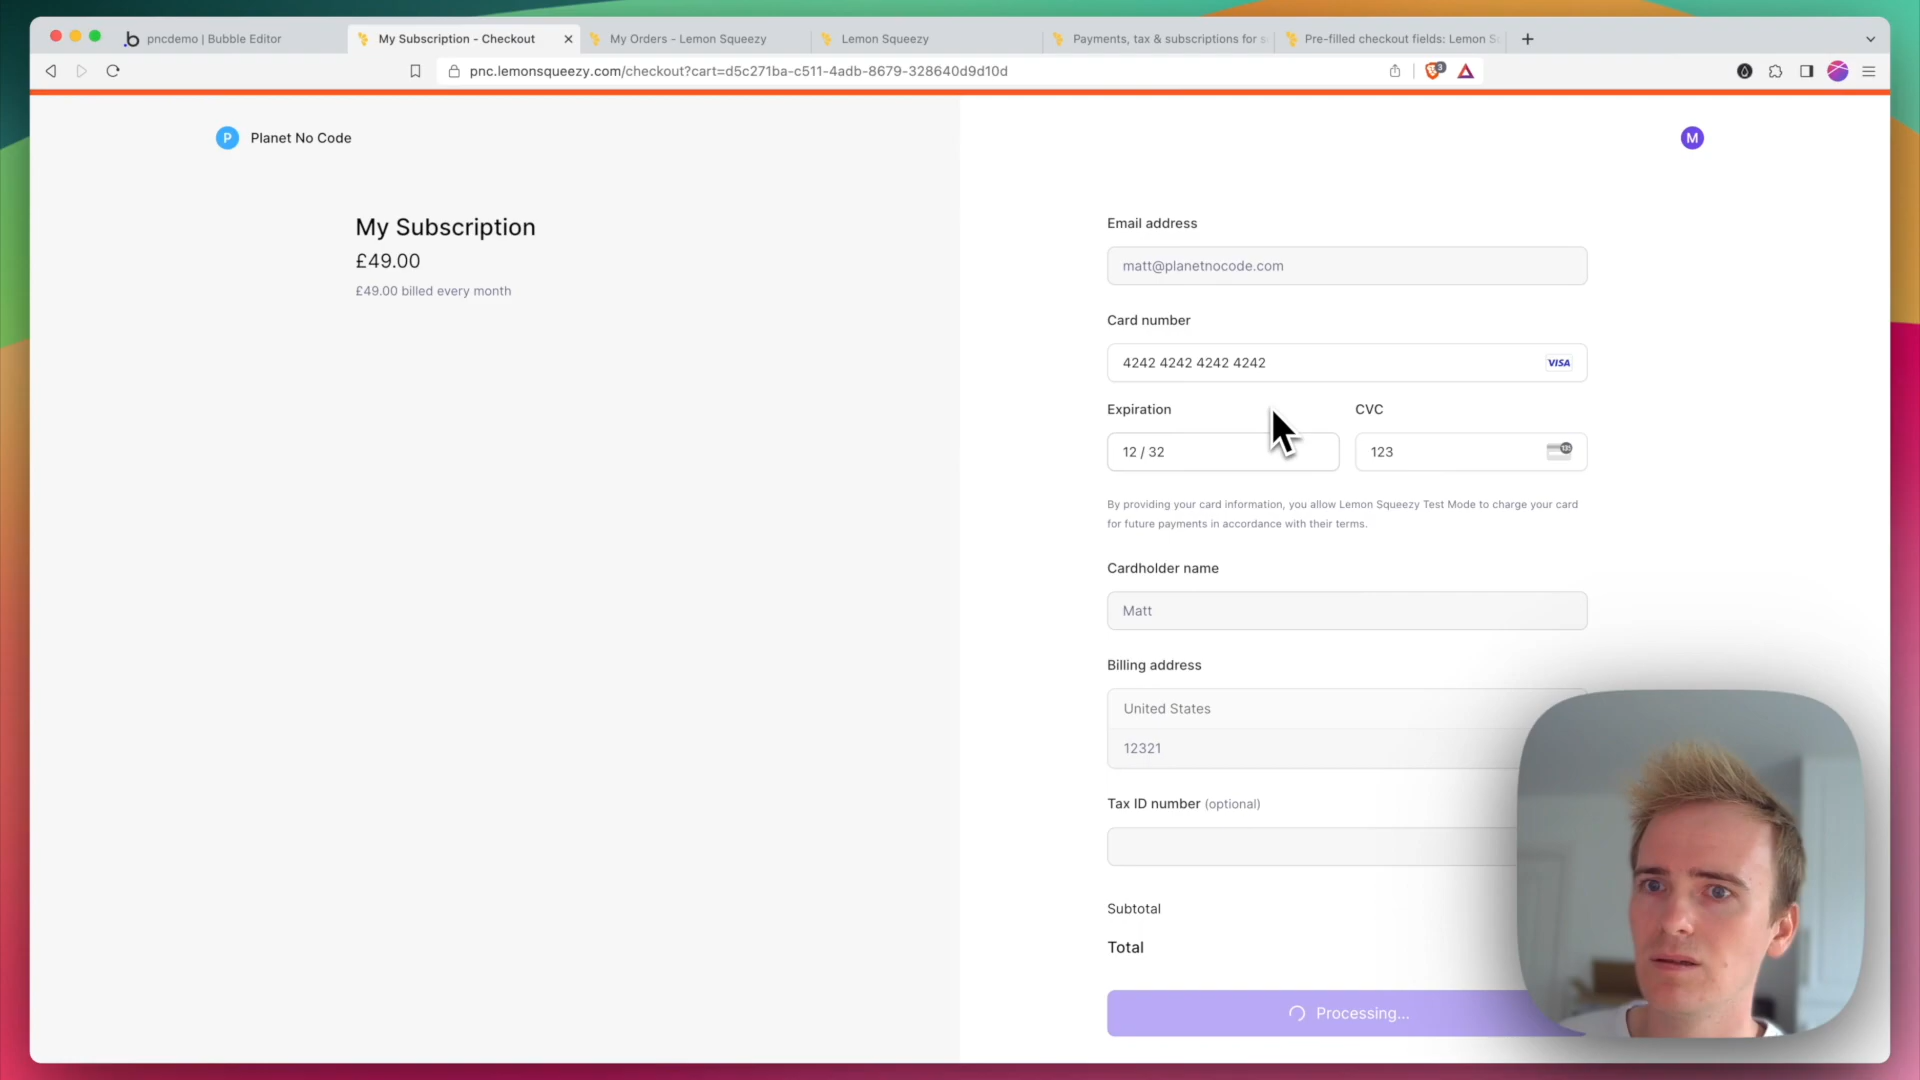 pncdemo | Bubble Editor
My Subscription - Checkout
My Orders - Lemon Squeezy
Lemon Squeezy
Payments, tax & subscriptions for s
Pre-filled checkout fields: Lemon S
pnc.lemonsqueezy.com/checkout?cart=d5c271ba-c511-4adb-8679-328640d9d10d
3
P
Planet No Code
M
My Subscription
£49.00
£49.00 billed every month
Email address
matt@planetnocode.com
Card number
4242 4242 4242 4242
VISA
Expiration
CVC
12 / 32
123
By providing your card information, you allow Lemon Squeezy Test Mode to charge your card
for future payments in accordance with their terms.
Cardholder name
Matt
Billing address
United States
12321
Tax ID number (optional)
Subtotal
Total
Processing...